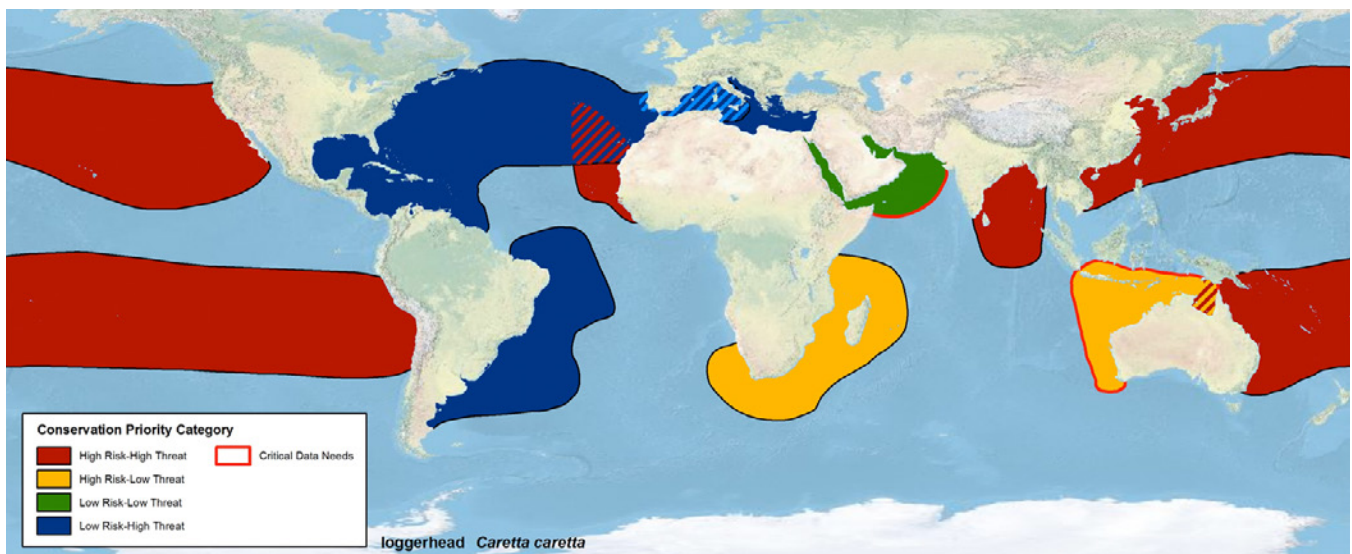 Conservation Priority Category
High Risk-High Threat
Critical Data Needs
High Risk-Low Threat
Low Risk-Low Threat
Low Risk-High Threat
loggerhead Caretta caretta